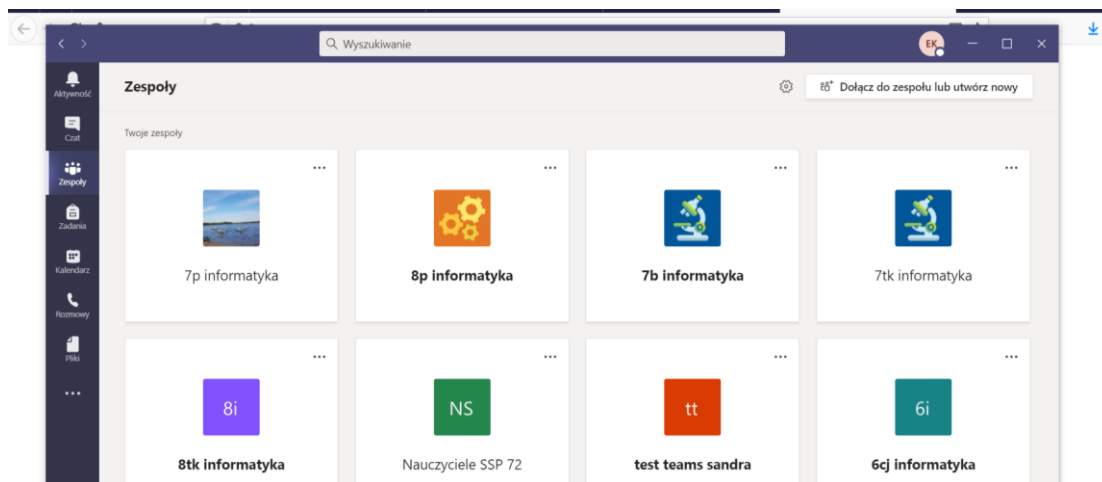 Wyszukiwanie
EK
Aktywność
Zespoły
Dołącz do zespołu lub utwórz nowy
Czat
Twoje zespoły
Zespoły
Zadania
Kalendarz
Rozmowy
Pliki
7p informatyka
8p informatyka
7b informatyka
7tk informatyka
8i
NS
tt
6i
8tk informatyka
Nauczyciele SSP 72
test teams sandra
6cj informatyka